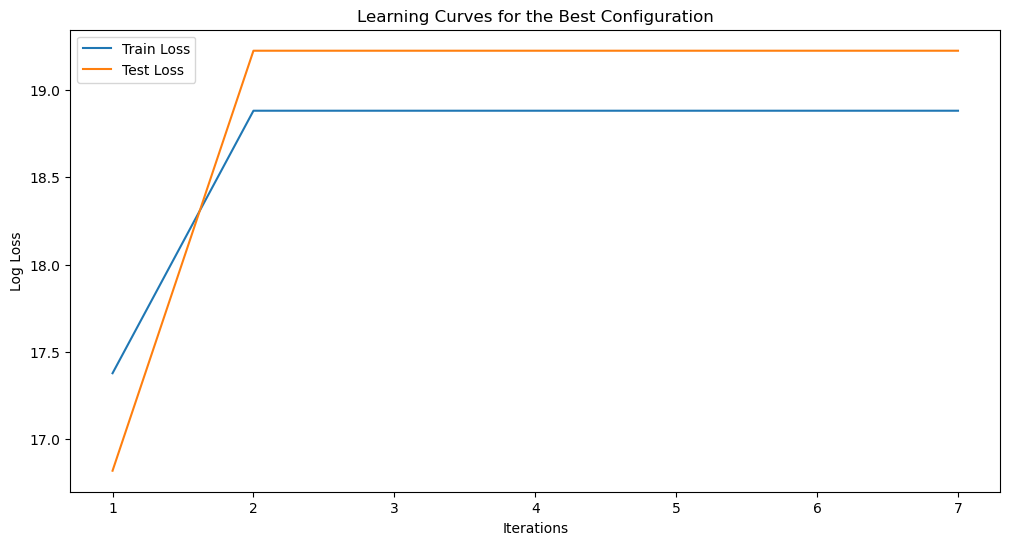 Learning Curves for the Best Configuration
Train Loss
Test Loss
Log Loss
19.0
18.5
18.0
17.5
17.0
1 2 3 4 5 6 7
Iterations